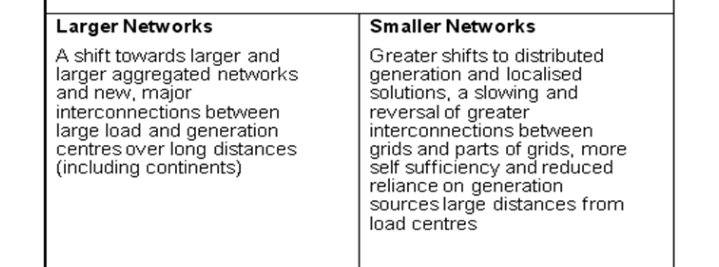 Larger Networks
A shift towards larger and
larger aggregated networks
and new, major
interconnections between
large load and generation
centres over long distances
(including continents)
Smaller Networks
Greater shifts to distributed
generation and localised
solutions, a slowing and
reversal of greater
interconnections between
grids and parts of grids, more
self sufficiency and reduced
reliance on generation
sources large distances from
load centres